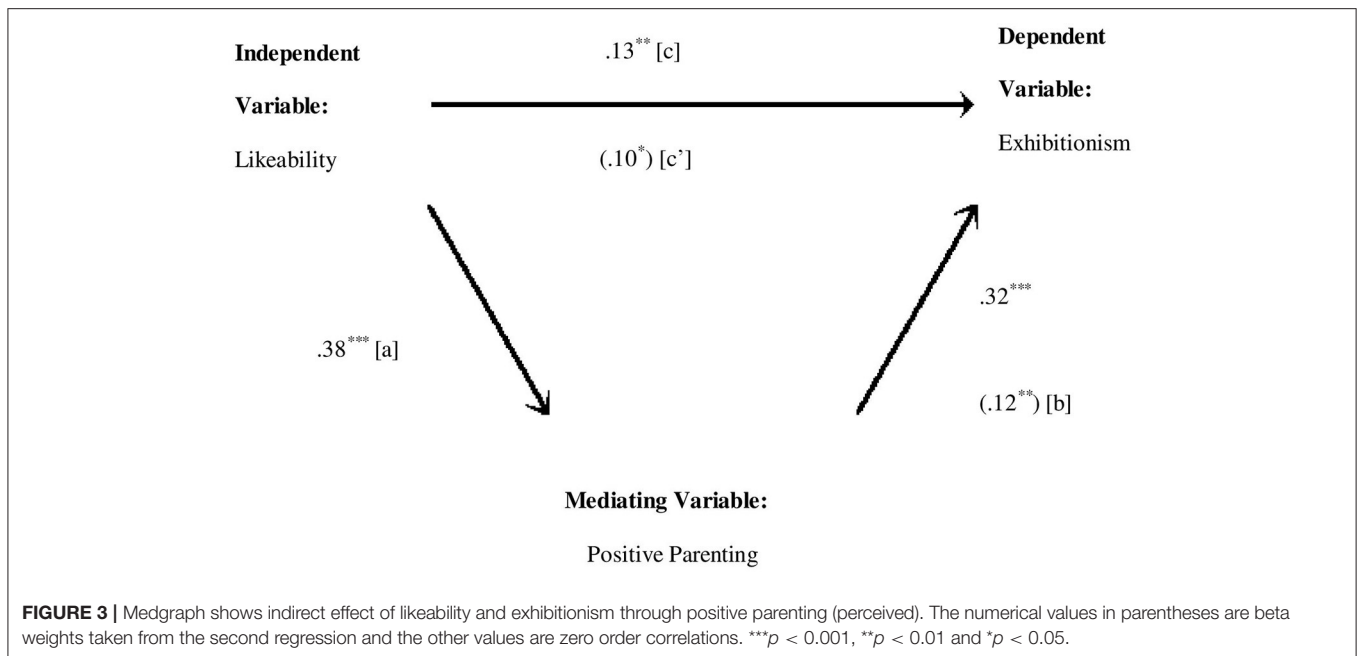 Independent
Variable:
Likeability
.13** [c]
(.10*) [c’]
Dependent
Variable:
Exhibitionism
.38*** [a]
.32***
(.12**) [b]
Mediating Variable:
Positive Parenting
FIGURE 3 | Medgraph shows indirect effect of likeability and exhibitionism through positive parenting (perceived). The numerical values in parentheses are beta
weights taken from the second regression and the other values are zero order correlations. ***p < 0.001, **p < 0.01 and *p < 0.05.